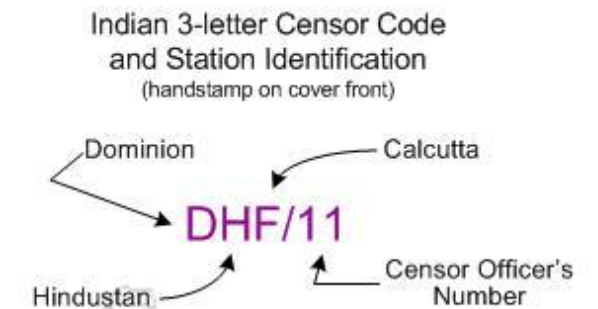 Indian 3-letter Censor Code
and Station Identification
(handstamp on cover front)
Dominion
Calcutta
DHF/11
Hindustan
Censor Officer's
Number